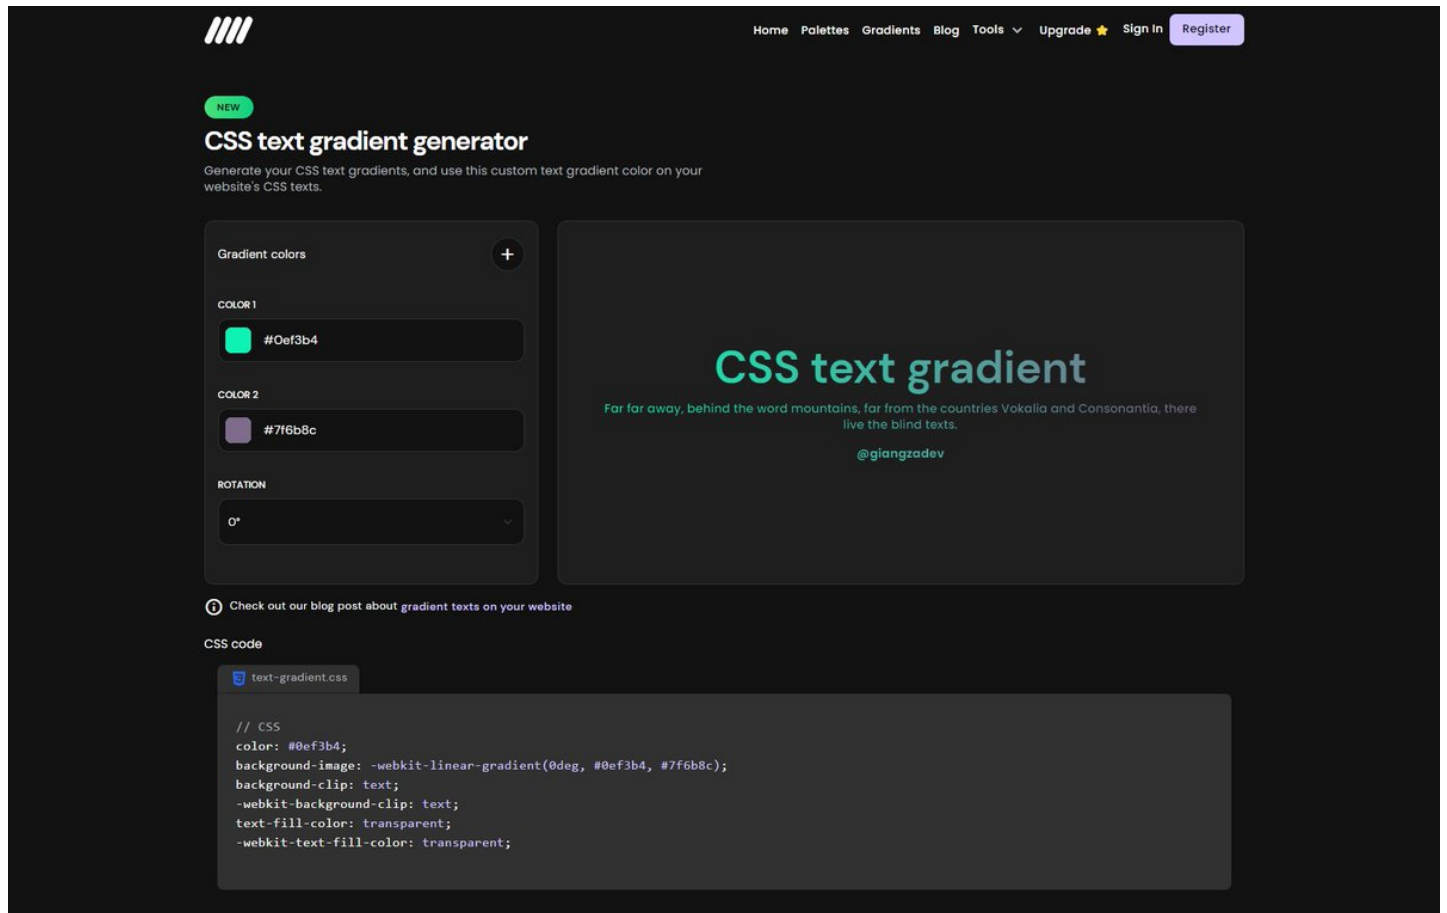 Home Palettes Gradients Blog Tools Upgrade Sign In Register
NEW
CSS text gradient generator
Generate your CSS text gradients, and use this custom text gradient color on your
website's CSS texts.
Gradient colors
COLOR 1
#0ef3b4
COLOR 2
#7f6b8c
ROTATION
0°
CSS text gradient
Far far away, behind the word mountains, far from the countries Vokalia and Consonantia, there
live the blind texts.
@giangzadev
Check out our blog post about gradient texts on your website
CSS code
text-gradient.css
// CSS
color: #0ef3b4;
background-image: -webkit-linear-gradient(0deg, #0ef3b4, #7f6b8c);
background-clip: text;
-webkit-background-clip: text;
text-fill-color: transparent;
-webkit-text-fill-color: transparent;